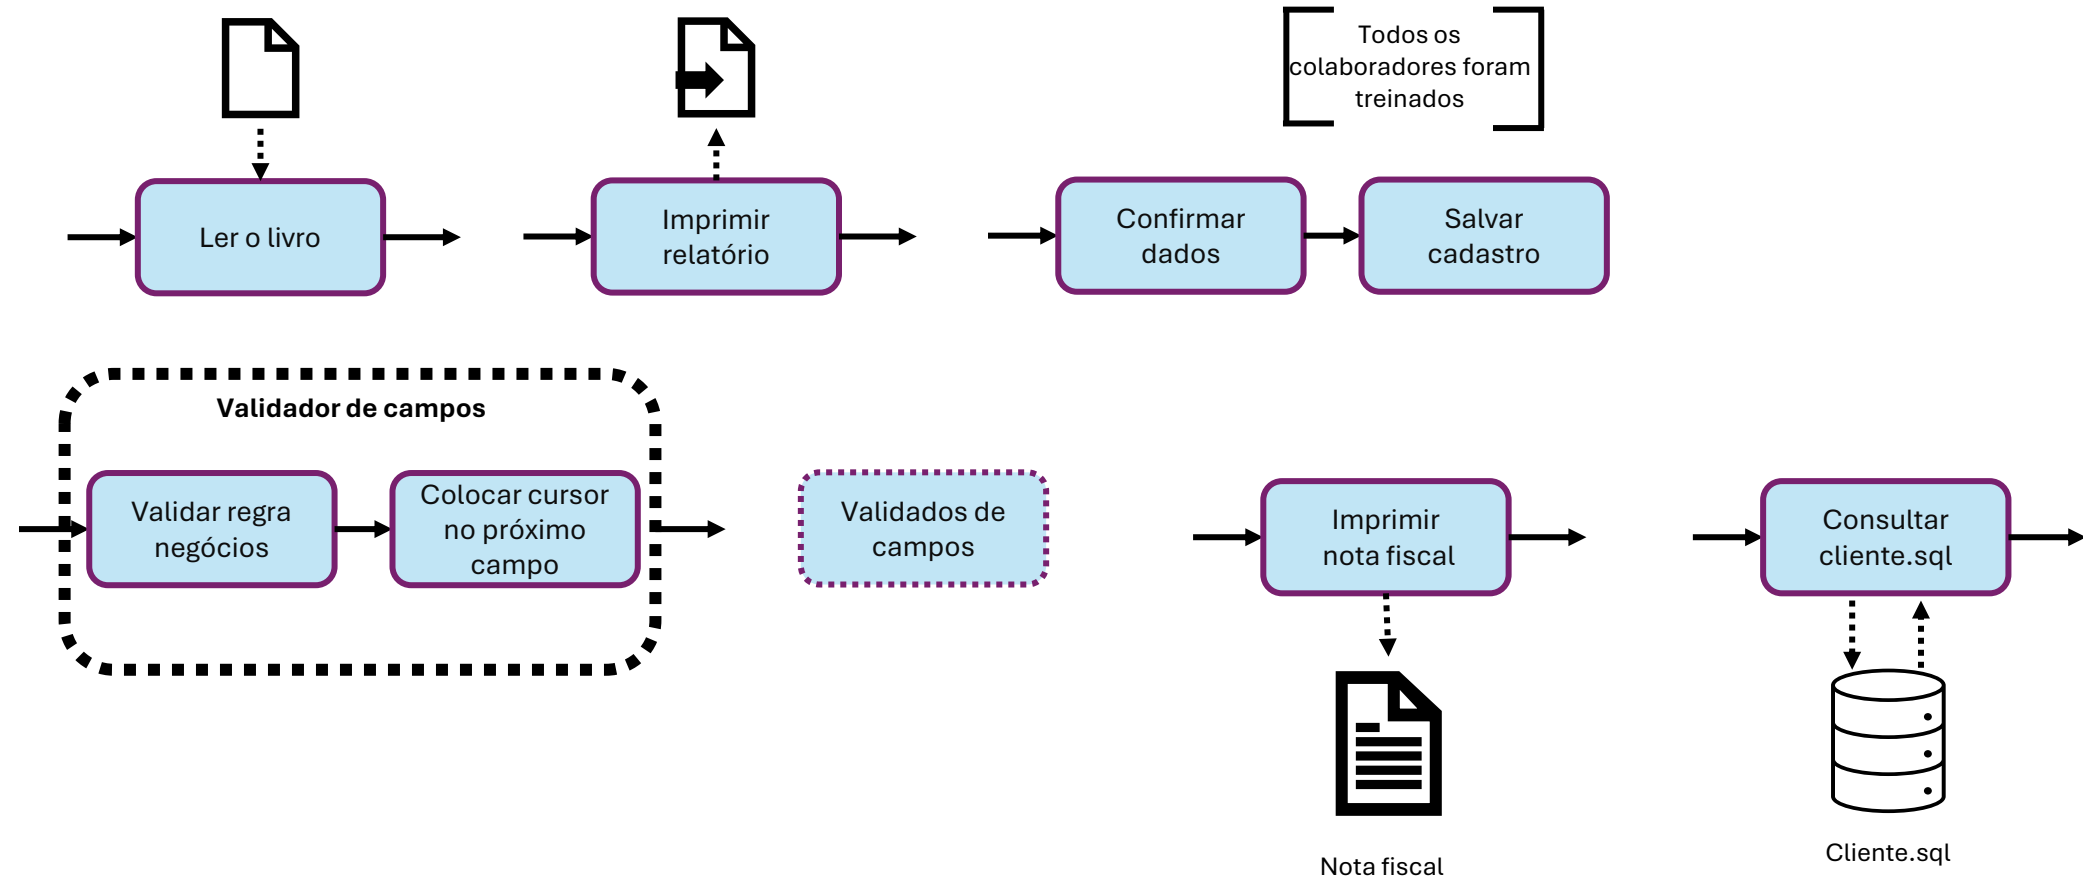 Todos os
colaboradores foram
treinados
Ler o livro
Imprimir
relatório
Confirmar
dados
Salvar
cadastro
Validador de campos
Validar regra
negócios
Colocar cursor
no próximo
campo
Validados de
campos
Imprimir
nota fiscal
Consultar
cliente.sql
Nota fiscal
Cliente.sql